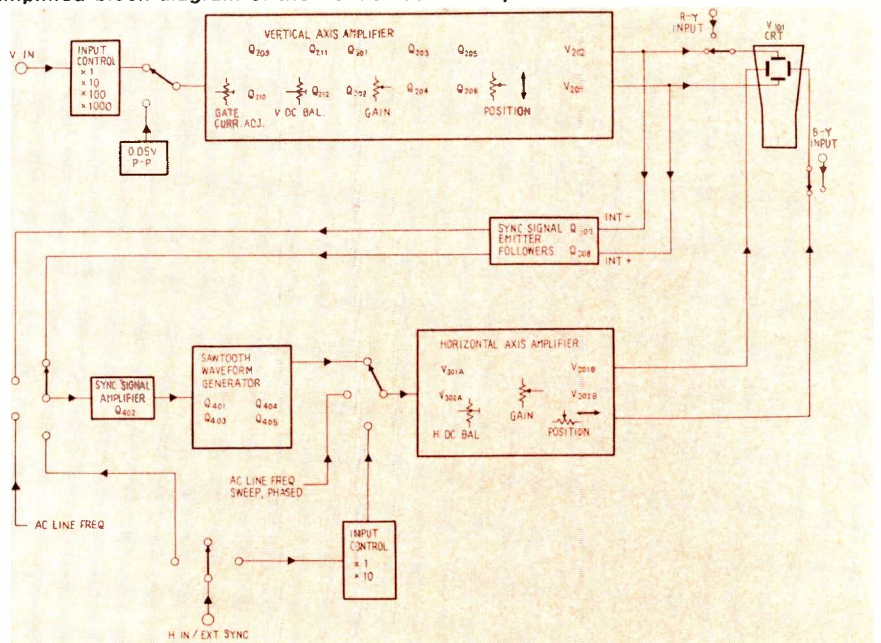 V IN
INPUT
CONTROL
× 1
× 10
× 100
× 1000
0.05V
P-P
VERTICAL AXIS AMPLIFIER
Q209 Q211 Q201 Q203 Q205
V202
Q210 Q212 Q202 Q204 Q206
V201
GATE
CURR. ADJ.
V DC BAL.
GAIN
POSITION
R-Y
INPUT
V101
CRT
B-Y
INPUT
SYNC SIGNAL
EMITTER
FOLLOWERS
Q207
Q208
INT -
INT +
SYNC SIGNAL
AMPLIFIER
Q402
SAWTOOTH
WAVEFORM
GENERATOR
Q401 Q404
Q403 Q405
HORIZONTAL AXIS AMPLIFIER
V301A
V301B
V302A
V302B
H DC BAL
GAIN
POSITION
AC LINE FREQ
SWEEP, PHASED
AC LINE FREQ
INPUT
CONTROL
× 1
× 10
H IN / EXT SYNC